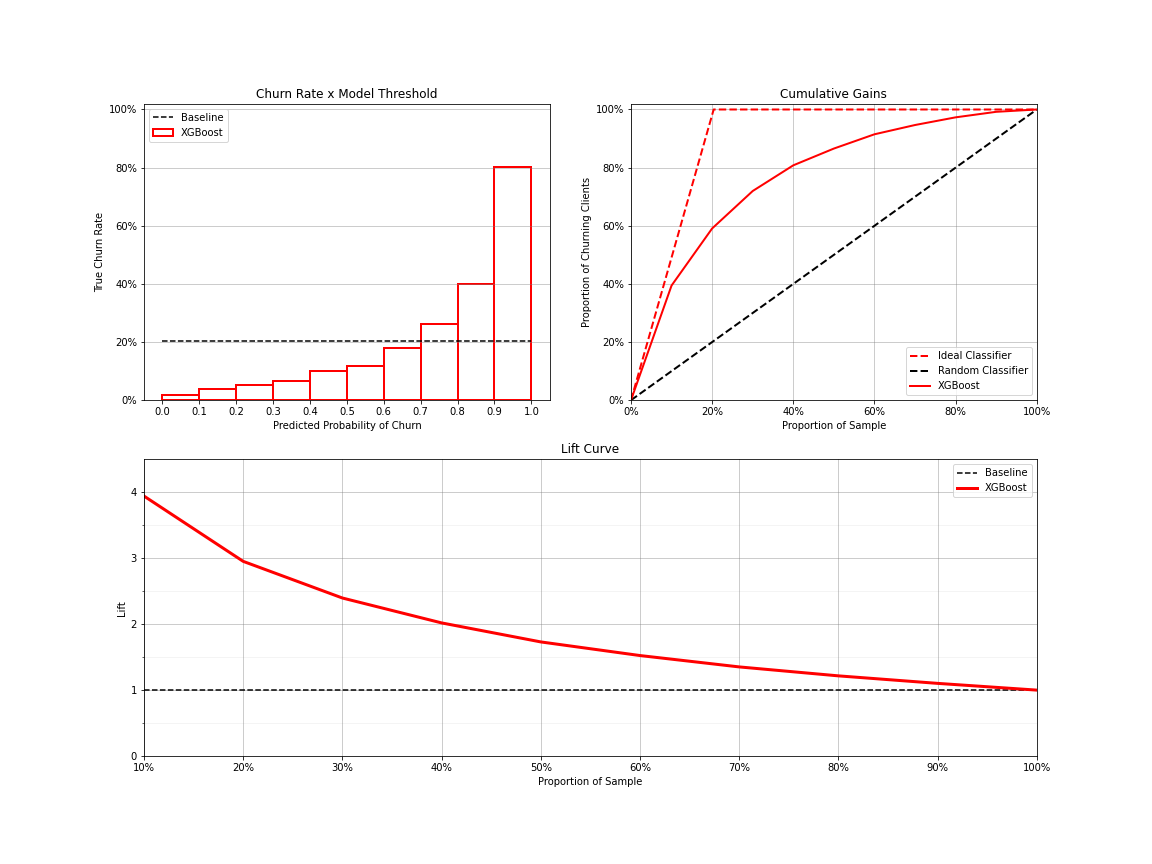 Churn Rate x Model Threshold
100%
80%
60%
40%
20%
0%
True Churn Rate
Baseline
XGBoost
0.0 0.1 0.2 0.3 0.4 0.5 0.6 0.7 0.8 0.9 1.0
Predicted Probability of Churn
Cumulative Gains
100%
80%
60%
40%
20%
0%
Proportion of Churning Clients
Ideal Classifier
Random Classifier
XGBoost
0% 20% 40% 60% 80% 100%
Proportion of Sample
Lift Curve
4
3
2
1
0
Lift
Baseline
XGBoost
10% 20% 30% 40% 50% 60% 70% 80% 90% 100%
Proportion of Sample